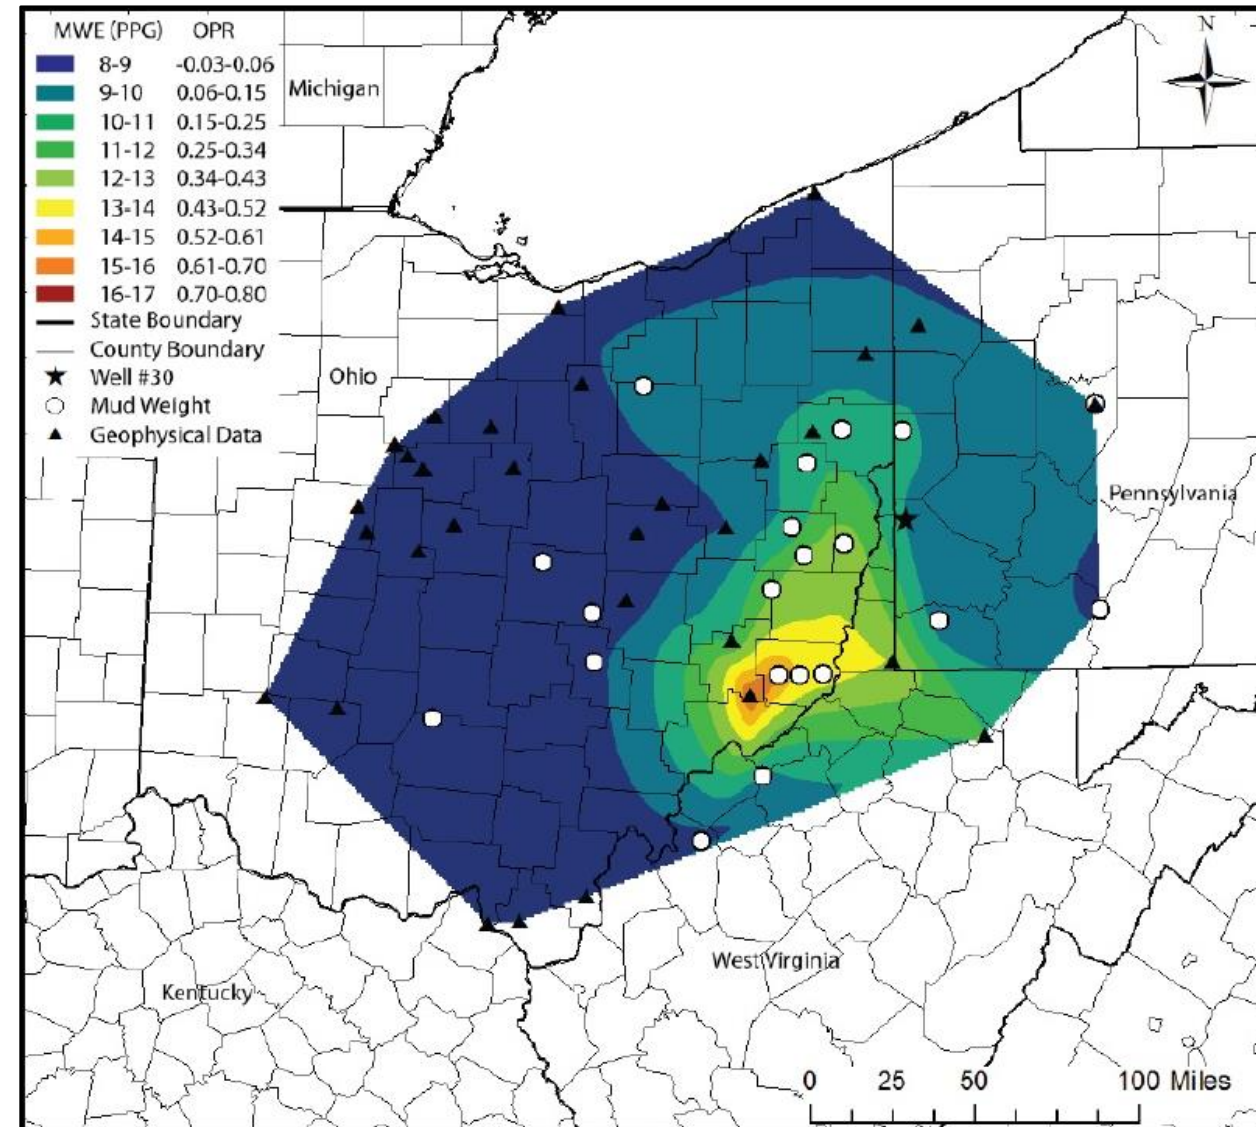 MWE (PPG) OPR
8-9 -0.03-0.06
9-10 0.06-0.15
10-11 0.15-0.25
11-12 0.25-0.34
12-13 0.34-0.43
13-14 0.43-0.52
14-15 0.52-0.61
15-16 0.61-0.70
16-17 0.70-0.80
State Boundary
County Boundary
Well #30
Mud Weight
Geophysical Data
N
Michigan
Ohio
Pennsylvania
West Virginia
Kentucky
0 25 50 100 Miles